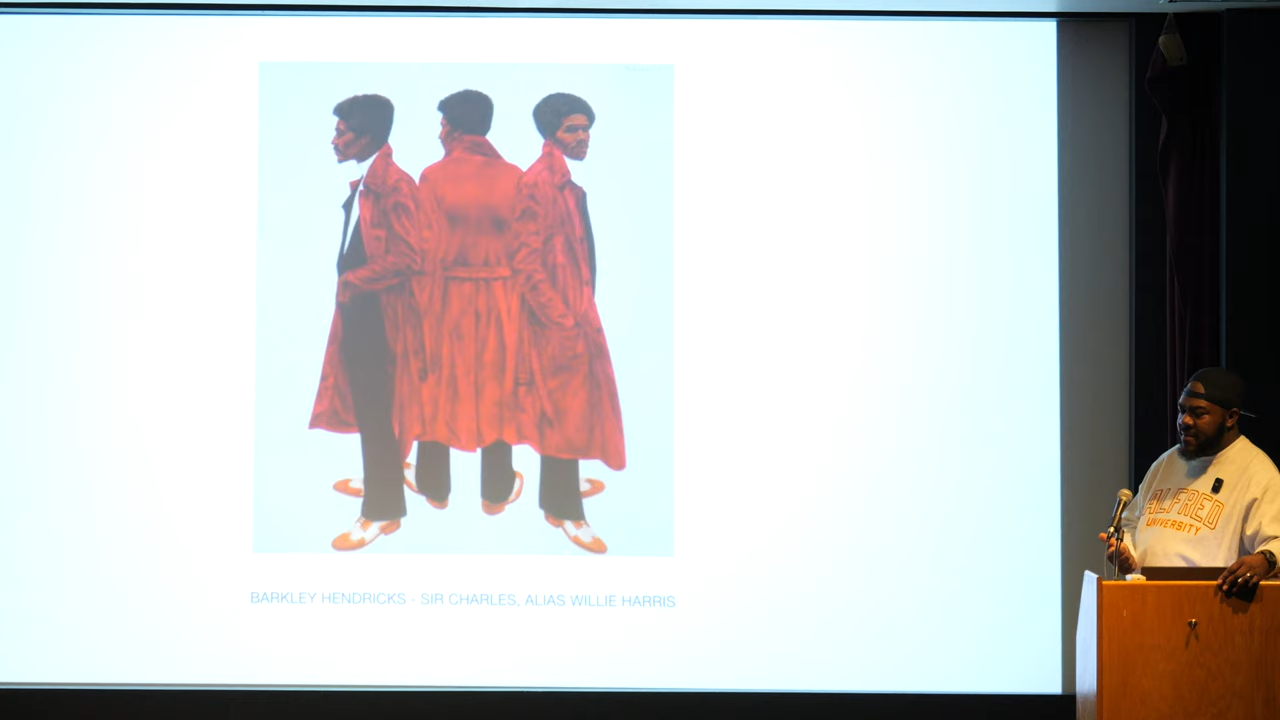 BARKLEY HENDRICKS - SIR CHARLES, ALIAS WILLIE HARRIS
ALFRED
UNIVERSITY